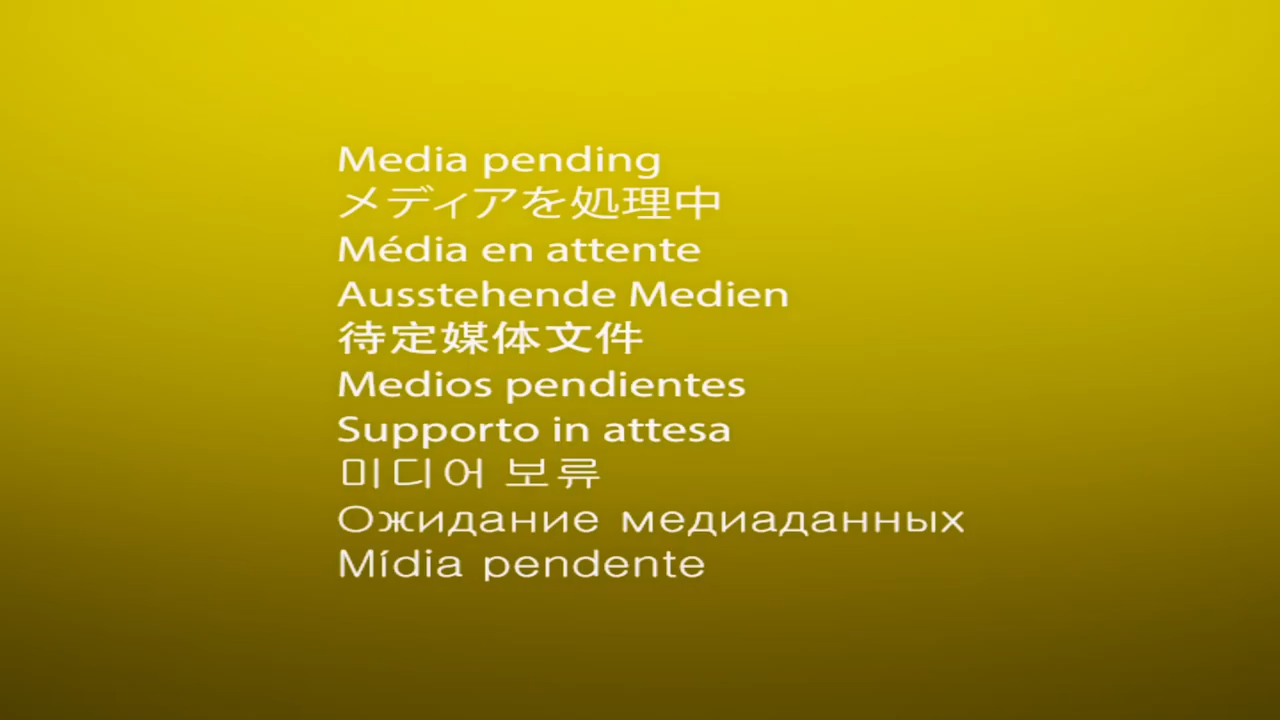 Media pending
メディアを処理中
Média en attente
Ausstehende Medien
待定媒体文件
Medios pendientes
Supporto in attesa
미디어 보류
Ожидание медиаданных
Mídia pendente